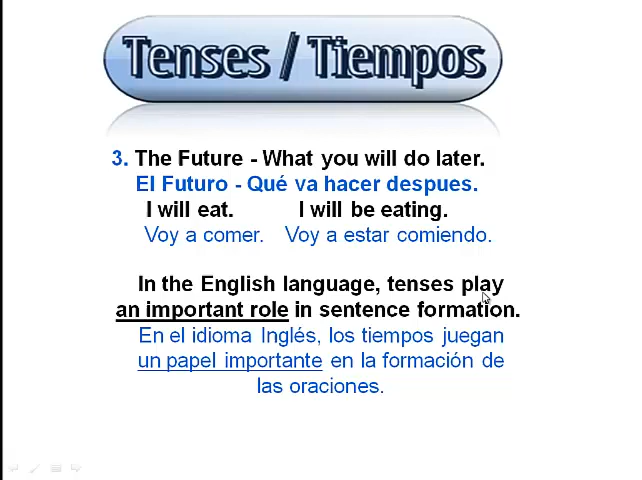 Tenses / Tiempos
3. The Future - What you will do later.
El Futuro - Qué va hacer despues.
I will eat. I will be eating.
Voy a comer. Voy a estar comiendo.
In the English language, tenses play
an important role in sentence formation.
En el idioma Inglés, los tiempos juegan
un papel importante en la formación de
las oraciones.